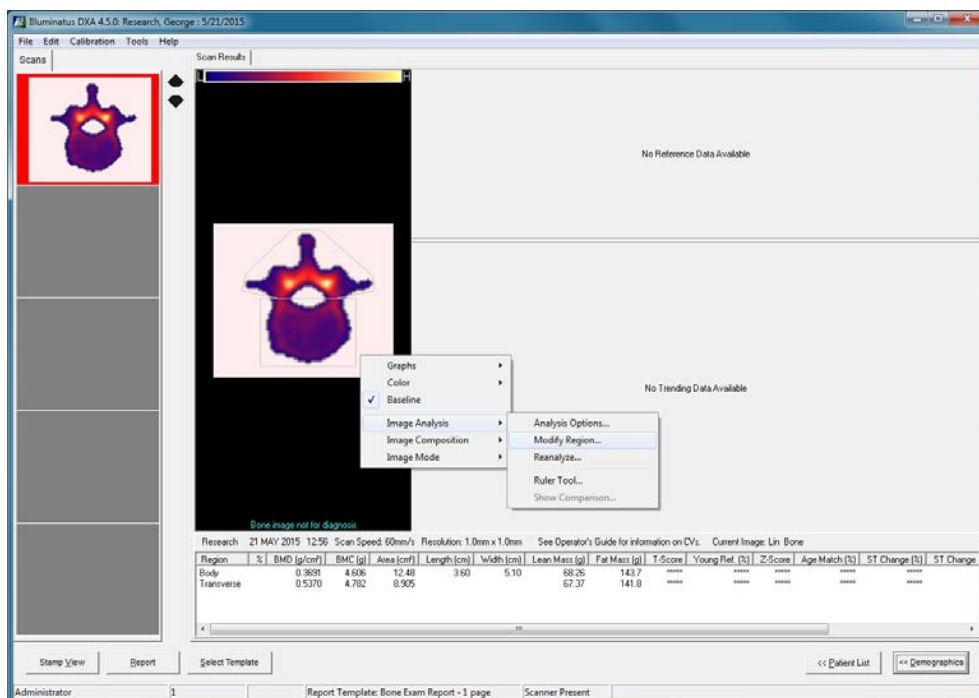 Illuminatus DXA 4.5.0: Research, George : 5/21/2015
File Edit Calibration Tools Help
Scans
Scan Results
L H
No Reference Data Available
No Trending Data Available
Graphs
Color
Baseline
Image Analysis
Image Composition
Image Mode
Analysis Options...
Modify Region...
Reanalyze...
Ruler Tool...
Show Comparison...
Bone image not for diagnosis
Research 21 MAY 2015 12:56 Scan Speed: 60mm/s Resolution: 1.0mm x 1.0mm See Operator's Guide for information on CVs. Current Image: Lin Bone
Region % BMD (g/cm²) BMC (g) Area (cm²) Length (cm) Width (cm) Lean Mass (g) Fat Mass (g) T-Score Young Ref. (%) Z-Score Age Match (%) ST Change (%) ST Change
Body 0.3691 4.606 12.48 3.60 5.10 68.26 143.7 ***** ***** ***** ***** *****
Transverse 0.5370 4.782 8.905 67.37 141.8 ***** ***** ***** ***** *****
Stamp View Report Select Template << Patient List << Demographics
Administrator 1 Report Template: Bone Exam Report - 1 page Scanner Present